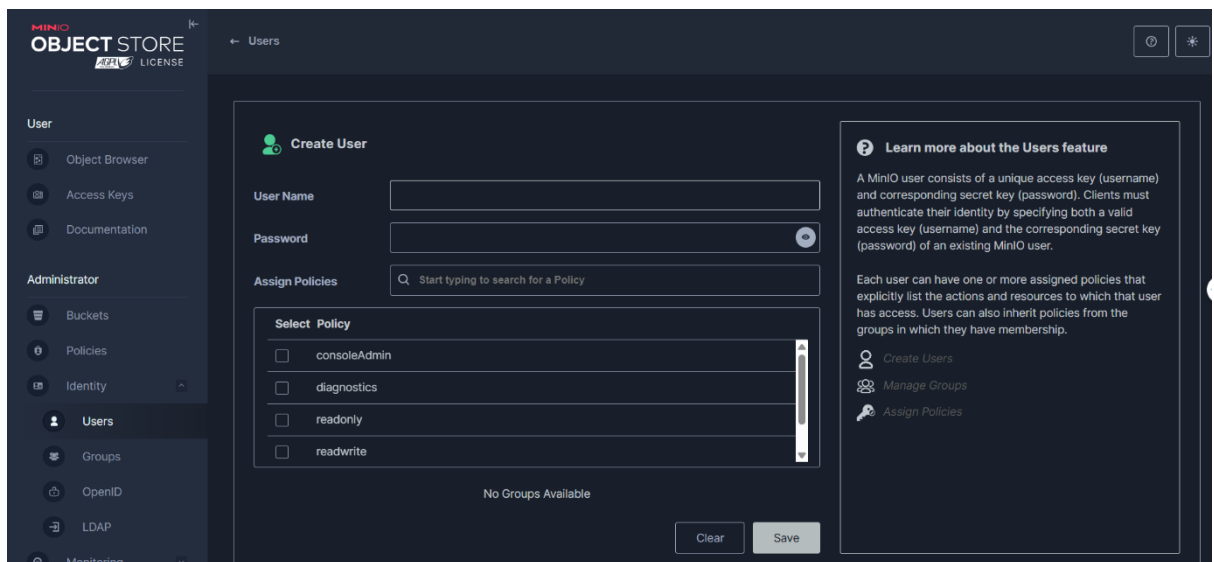 MINIO
OBJECT STORE
AGPLV3 LICENSE
User
Object Browser
Access Keys
Documentation
Administrator
Buckets
Policies
Identity
Users
Groups
OpenID
LDAP
Monitoring
← Users
Create User
User Name
Password
Assign Policies
Start typing to search for a Policy
Select Policy
consoleAdmin
diagnostics
readonly
readwrite
No Groups Available
Clear
Save
Learn more about the Users feature
A MinIO user consists of a unique access key (username)
and corresponding secret key (password). Clients must
authenticate their identity by specifying both a valid
access key (username) and the corresponding secret key
(password) of an existing MinIO user.
Each user can have one or more assigned policies that
explicitly list the actions and resources to which that user
has access. Users can also inherit policies from the
groups in which they have membership.
Create Users
Manage Groups
Assign Policies